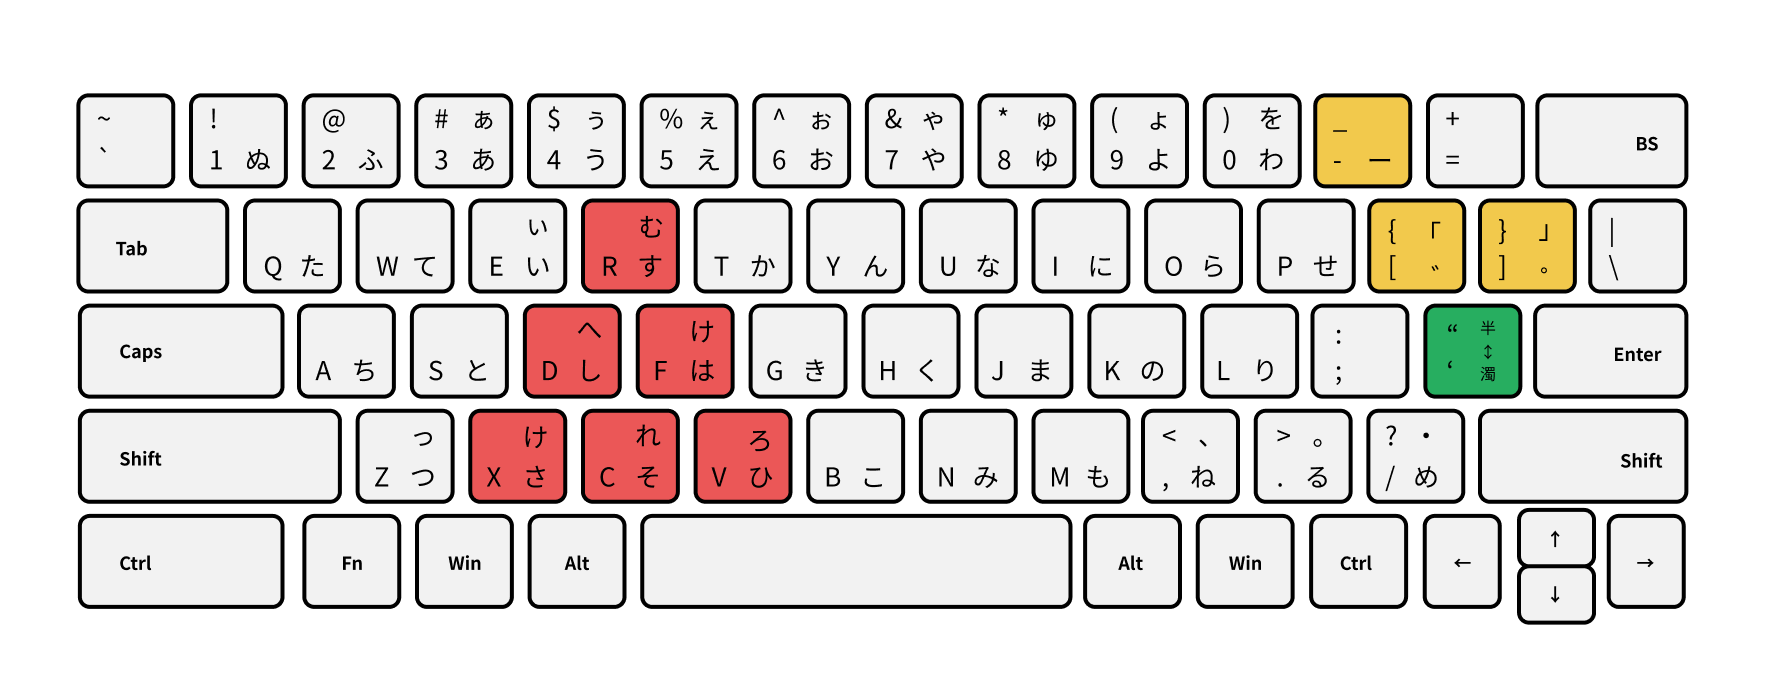 ~ ! @ # ぁ $ ぅ % ぇ ^ ぉ & ゃ * ゅ ( ょ ) を _ +
` 1 ぬ 2 ふ 3 あ 4 う 5 え 6 お 7 や 8 ゆ 9 よ 0 わ - ー = BS
ぃ む { 「 } 」 |
Tab Q た W て E い R す T か Y ん U な I に O ら P せ [ ゛ ] ゜ \
へ け : “ 半
↕
Caps A ち S と D し F は G き H く J ま K の L り ; ‘ 濁 Enter
っ け れ ろ < 、 > 。 ? ・
Shift Z つ X さ C そ V ひ B こ N み M も , ね . る / め Shift
Ctrl Fn Win Alt Alt Win Ctrl ← ↑ →
↓